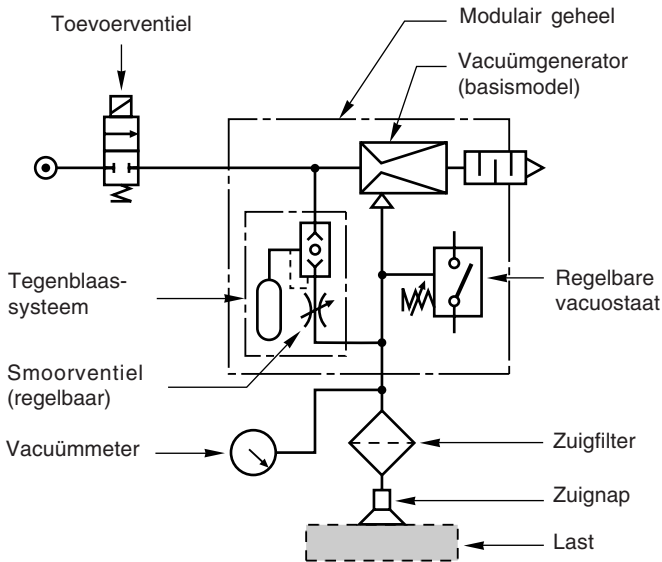 Toevoerventiel
Modulair geheel
Vacuümgenerator
(basismodel)
Tegenblaas-
systeem
Regelbare
vacuostaat
Smoorventiel
(regelbaar)
Vacuümmeter
Zuigfilter
Zuignap
Last